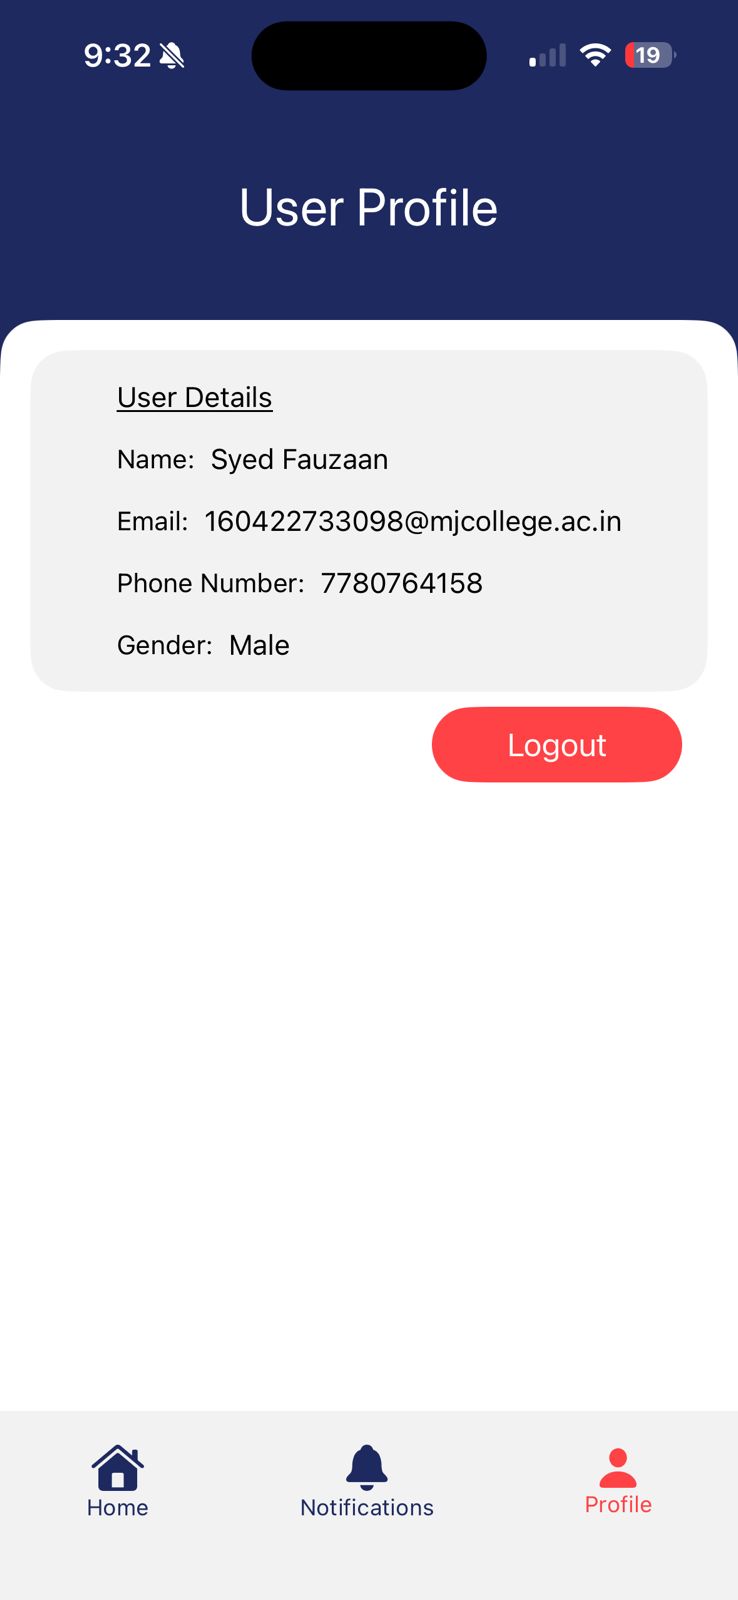 9:32
19
User Profile
User Details
Name: Syed Fauzaan
Email: 160422733098@mjcollege.ac.in
Phone Number: 7780764158
Gender: Male
Logout
Home Notifications Profile